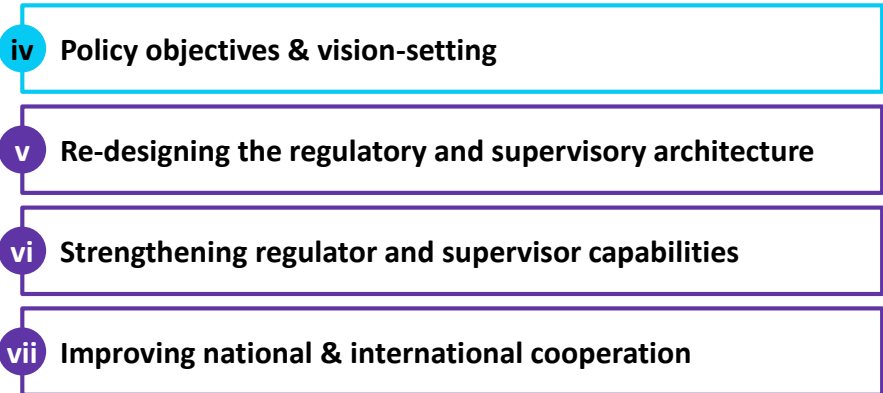 iv Policy objectives & vision-setting
v Re-designing the regulatory and supervisory architecture
vi Strengthening regulator and supervisor capabilities
vii Improving national & international cooperation